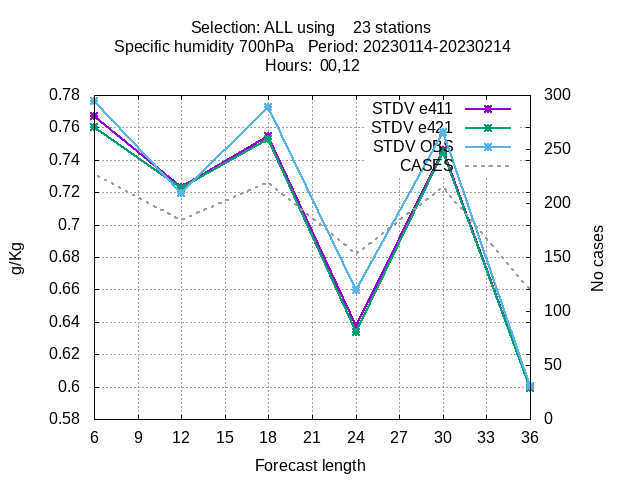 Selection: ALL using    23 stations
Specific humidity 700hPa   Period: 20230114-20230214
Hours:  00,12
STDV e411
STDV e421
STDV OBS
CASES
0.78
0.76
0.74
0.72
0.7
0.68
0.66
0.64
0.62
0.6
0.58
300
250
200
150
100
50
0
g/Kg
No cases
6 9 12 15 18 21 24 27 30 33 36
Forecast length